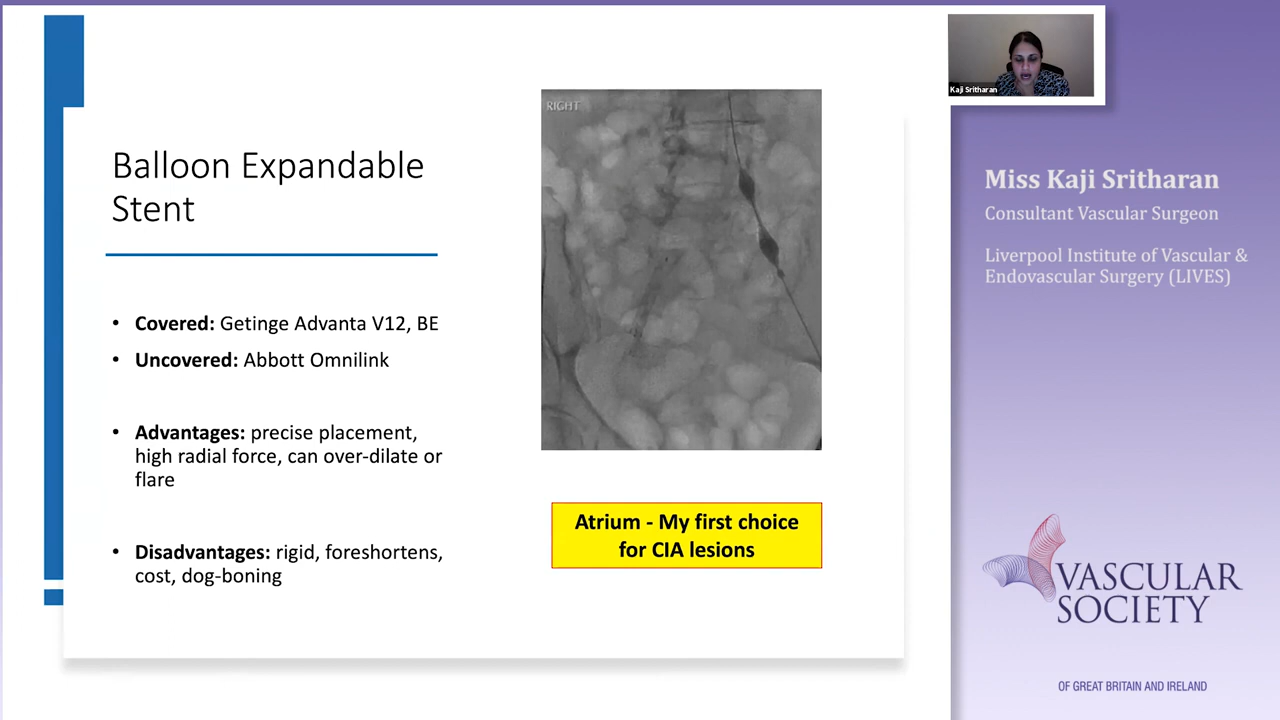 Balloon Expandable
Stent
• Covered: Getinge Advanta V12, BE
• Uncovered: Abbott Omnilink
• Advantages: precise placement,
high radial force, can over-dilate or
flare
• Disadvantages: rigid, foreshortens,
cost, dog-boning
RIGHT
Atrium - My first choice
for CIA lesions
Kaji Sritharan
Miss Kaji Sritharan
Consultant Vascular Surgeon
Liverpool Institute of Vascular &
Endovascular Surgery (LIVES)
VASCULAR
SOCIETY
OF GREAT BRITAIN AND IRELAND